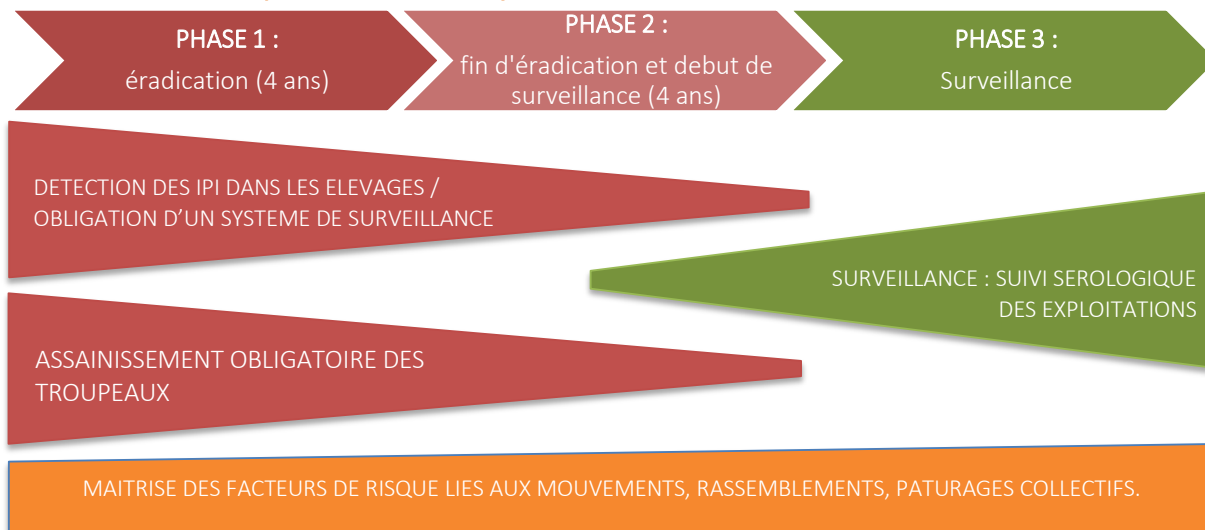 PHASE 1 :
éradication (4 ans)
PHASE 2 :
fin d'éradication et debut de
surveillance (4 ans)
PHASE 3 :
Surveillance
DETECTION DES IPI DANS LES ELEVAGES /
OBLIGATION D'UN SYSTEME DE SURVEILLANCE
SURVEILLANCE : SUIVI SEROLOGIQUE
DES EXPLOITATIONS
ASSAINISSEMENT OBLIGATOIRE DES
TROUPEAUX
MAITRISE DES FACTEURS DE RISQUE LIES AUX MOUVEMENTS, RASSEMBLEMENTS, PATURAGES COLLECTIFS.